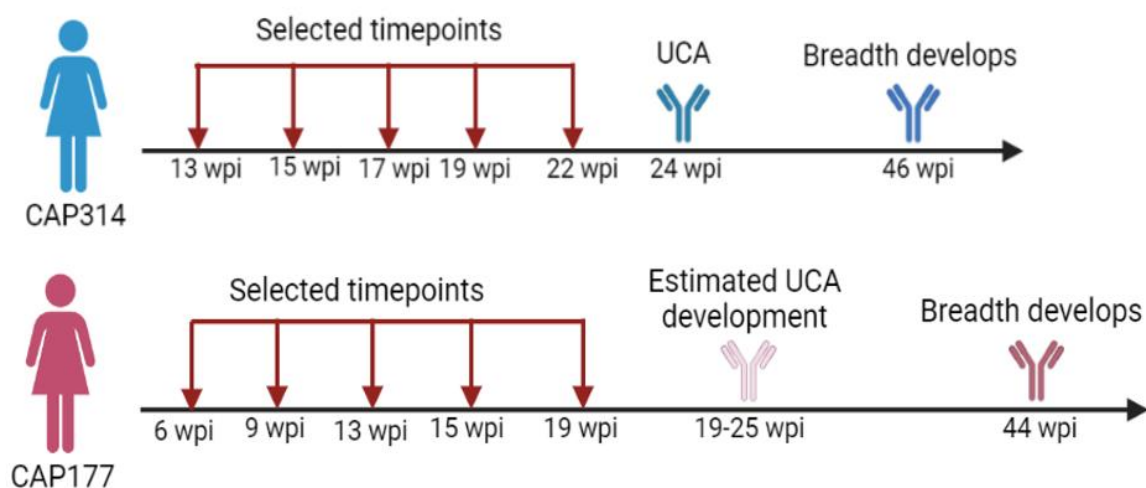 Selected timepoints
UCA
Breadth develops
13 wpi
15 wpi
17 wpi
19 wpi
22 wpi
24 wpi
46 wpi
CAP314
Selected timepoints
Estimated UCA
development
Breadth develops
6 wpi
9 wpi
13 wpi
15 wpi
19 wpi
19-25 wpi
44 wpi
CAP177